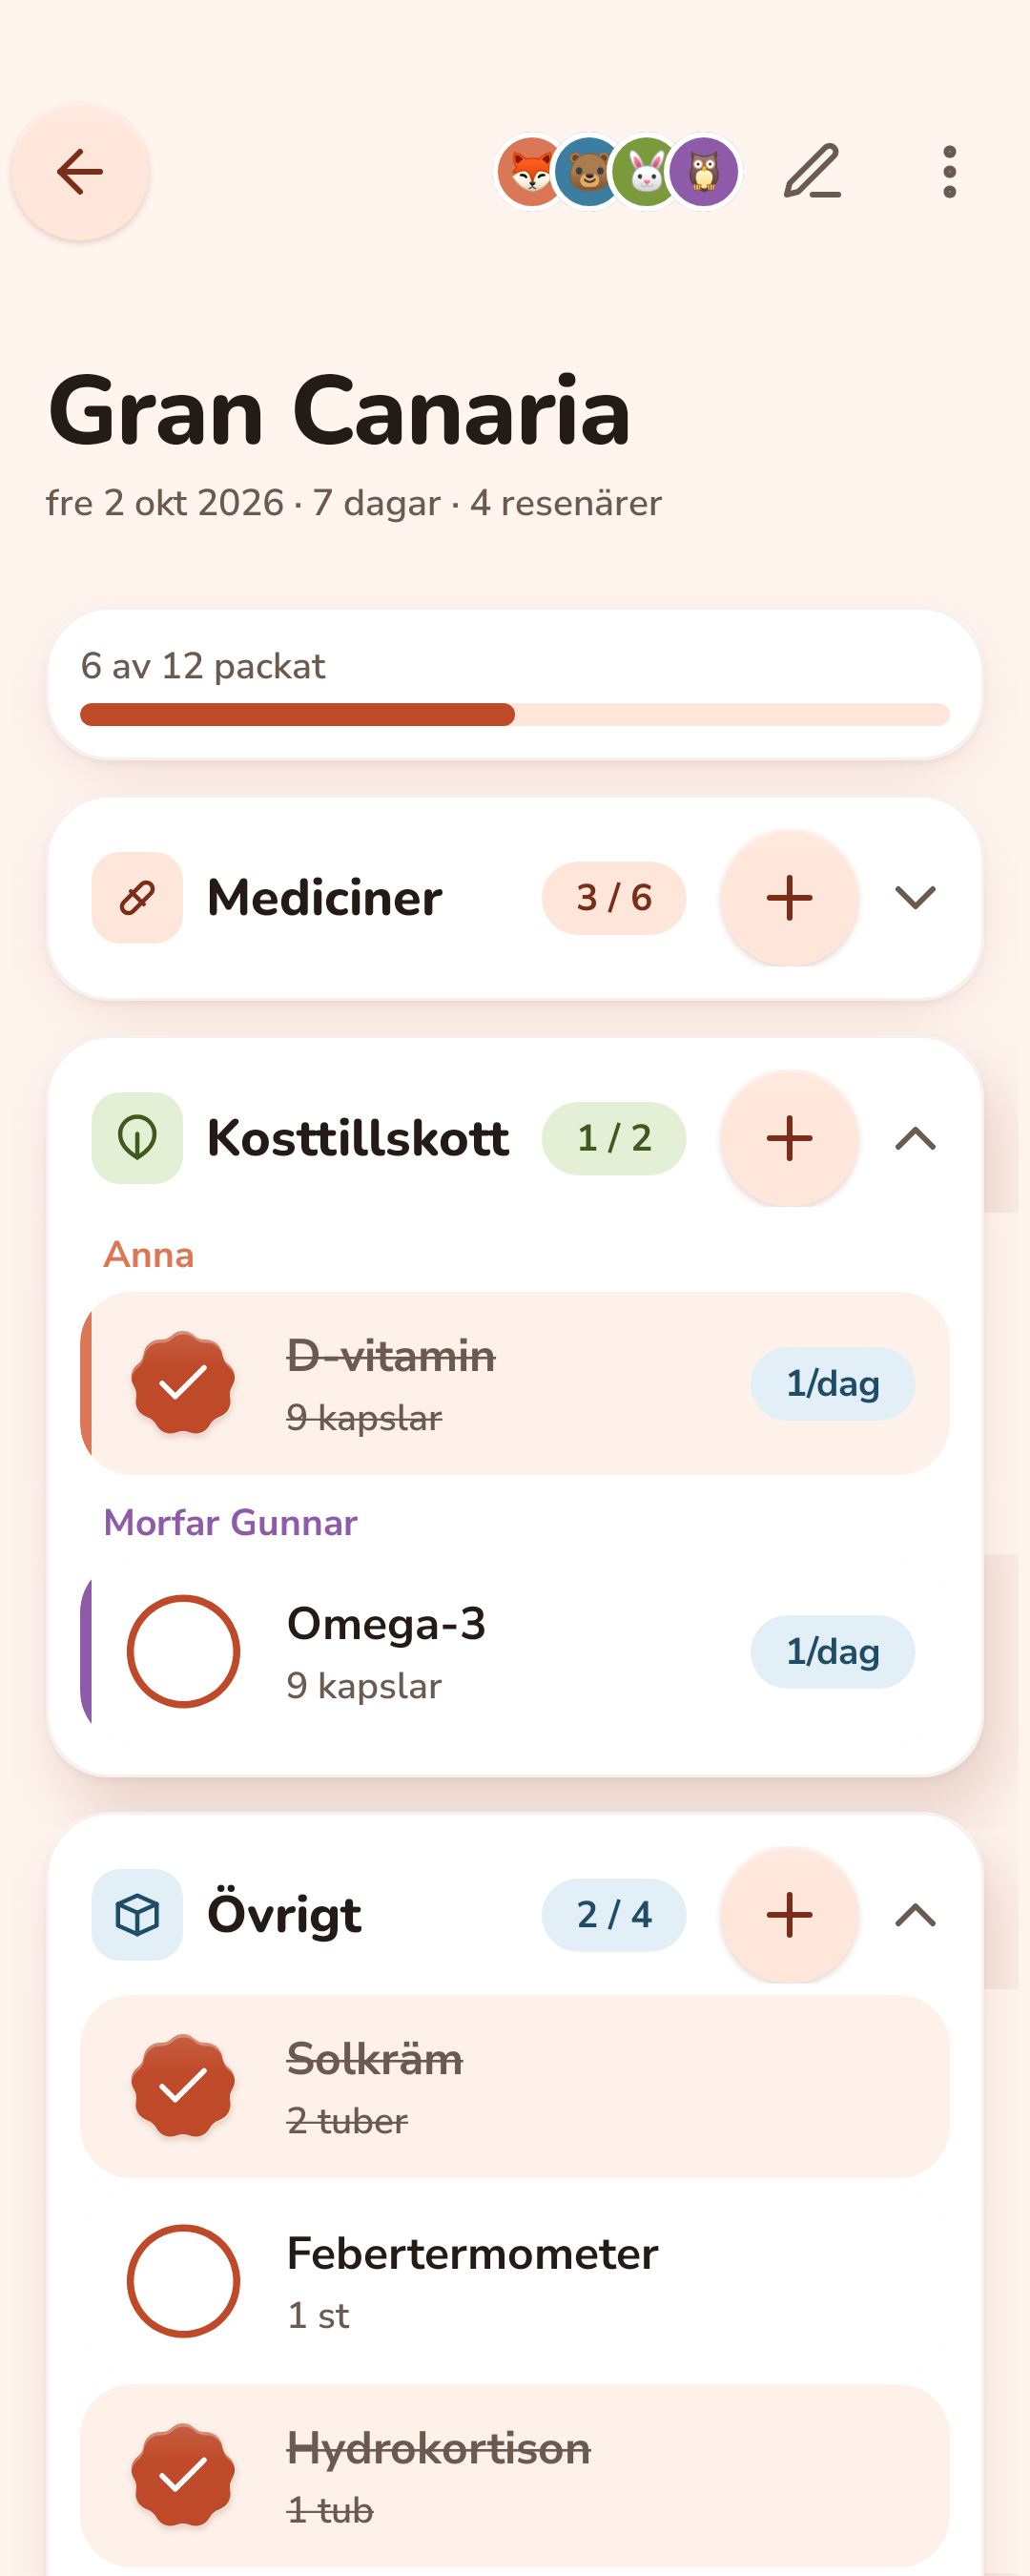 Gran Canaria
fre 2 okt 2026 · 7 dagar · 4 resenärer
6 av 12 packat
Mediciner 3 / 6
Kosttillskott 1 / 2
Anna
D-vitamin
9 kapslar
1/dag
Morfar Gunnar
Omega-3
9 kapslar
1/dag
Övrigt 2 / 4
Solkräm
2 tuber
Febertermometer
1 st
Hydrokortison
1 tub